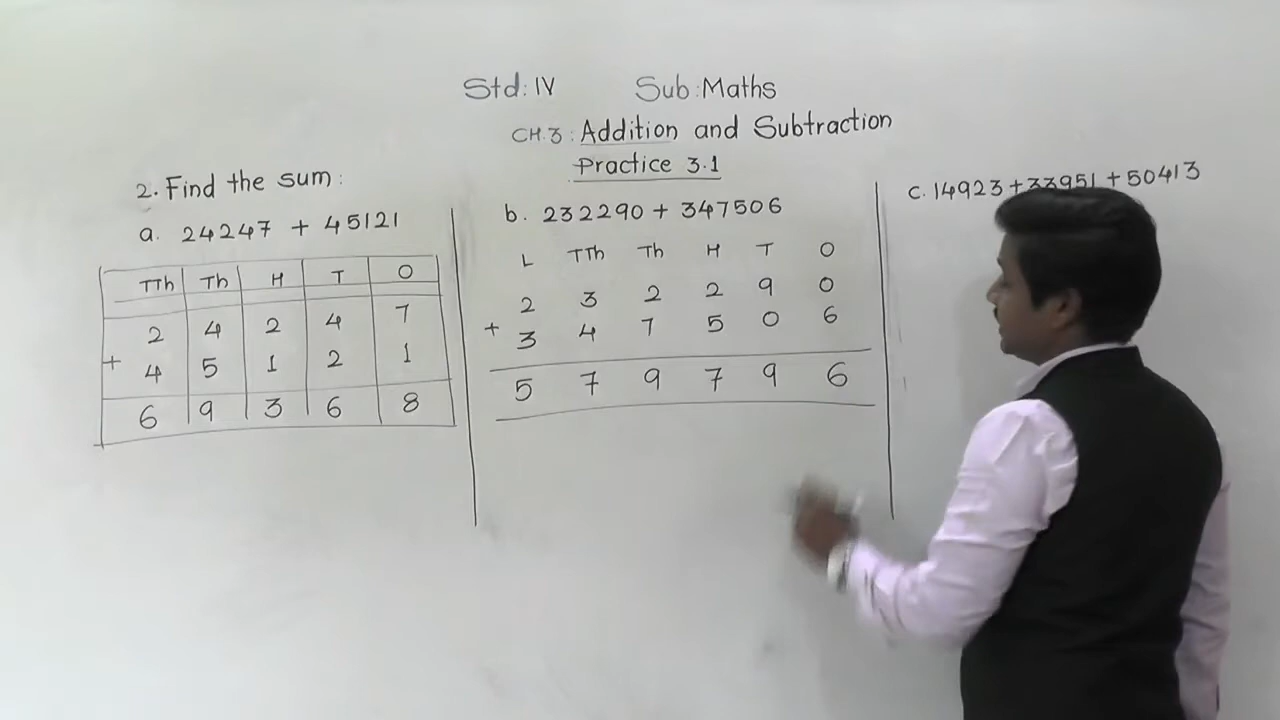 Std: IV Sub: Maths
CH.3: Addition and Subtraction
Practice 3.1
2. Find the sum:
a. 24247 + 45121
TTh Th H T O
2 4 2 4 7
+ 4 5 1 2 1
6 9 3 6 8
b. 232290 + 347506
L TTh Th H T O
2 3 2 2 9 0
+ 3 4 7 5 0 6
5 7 9 7 9 6
c. 14923 + 33951 + 50413